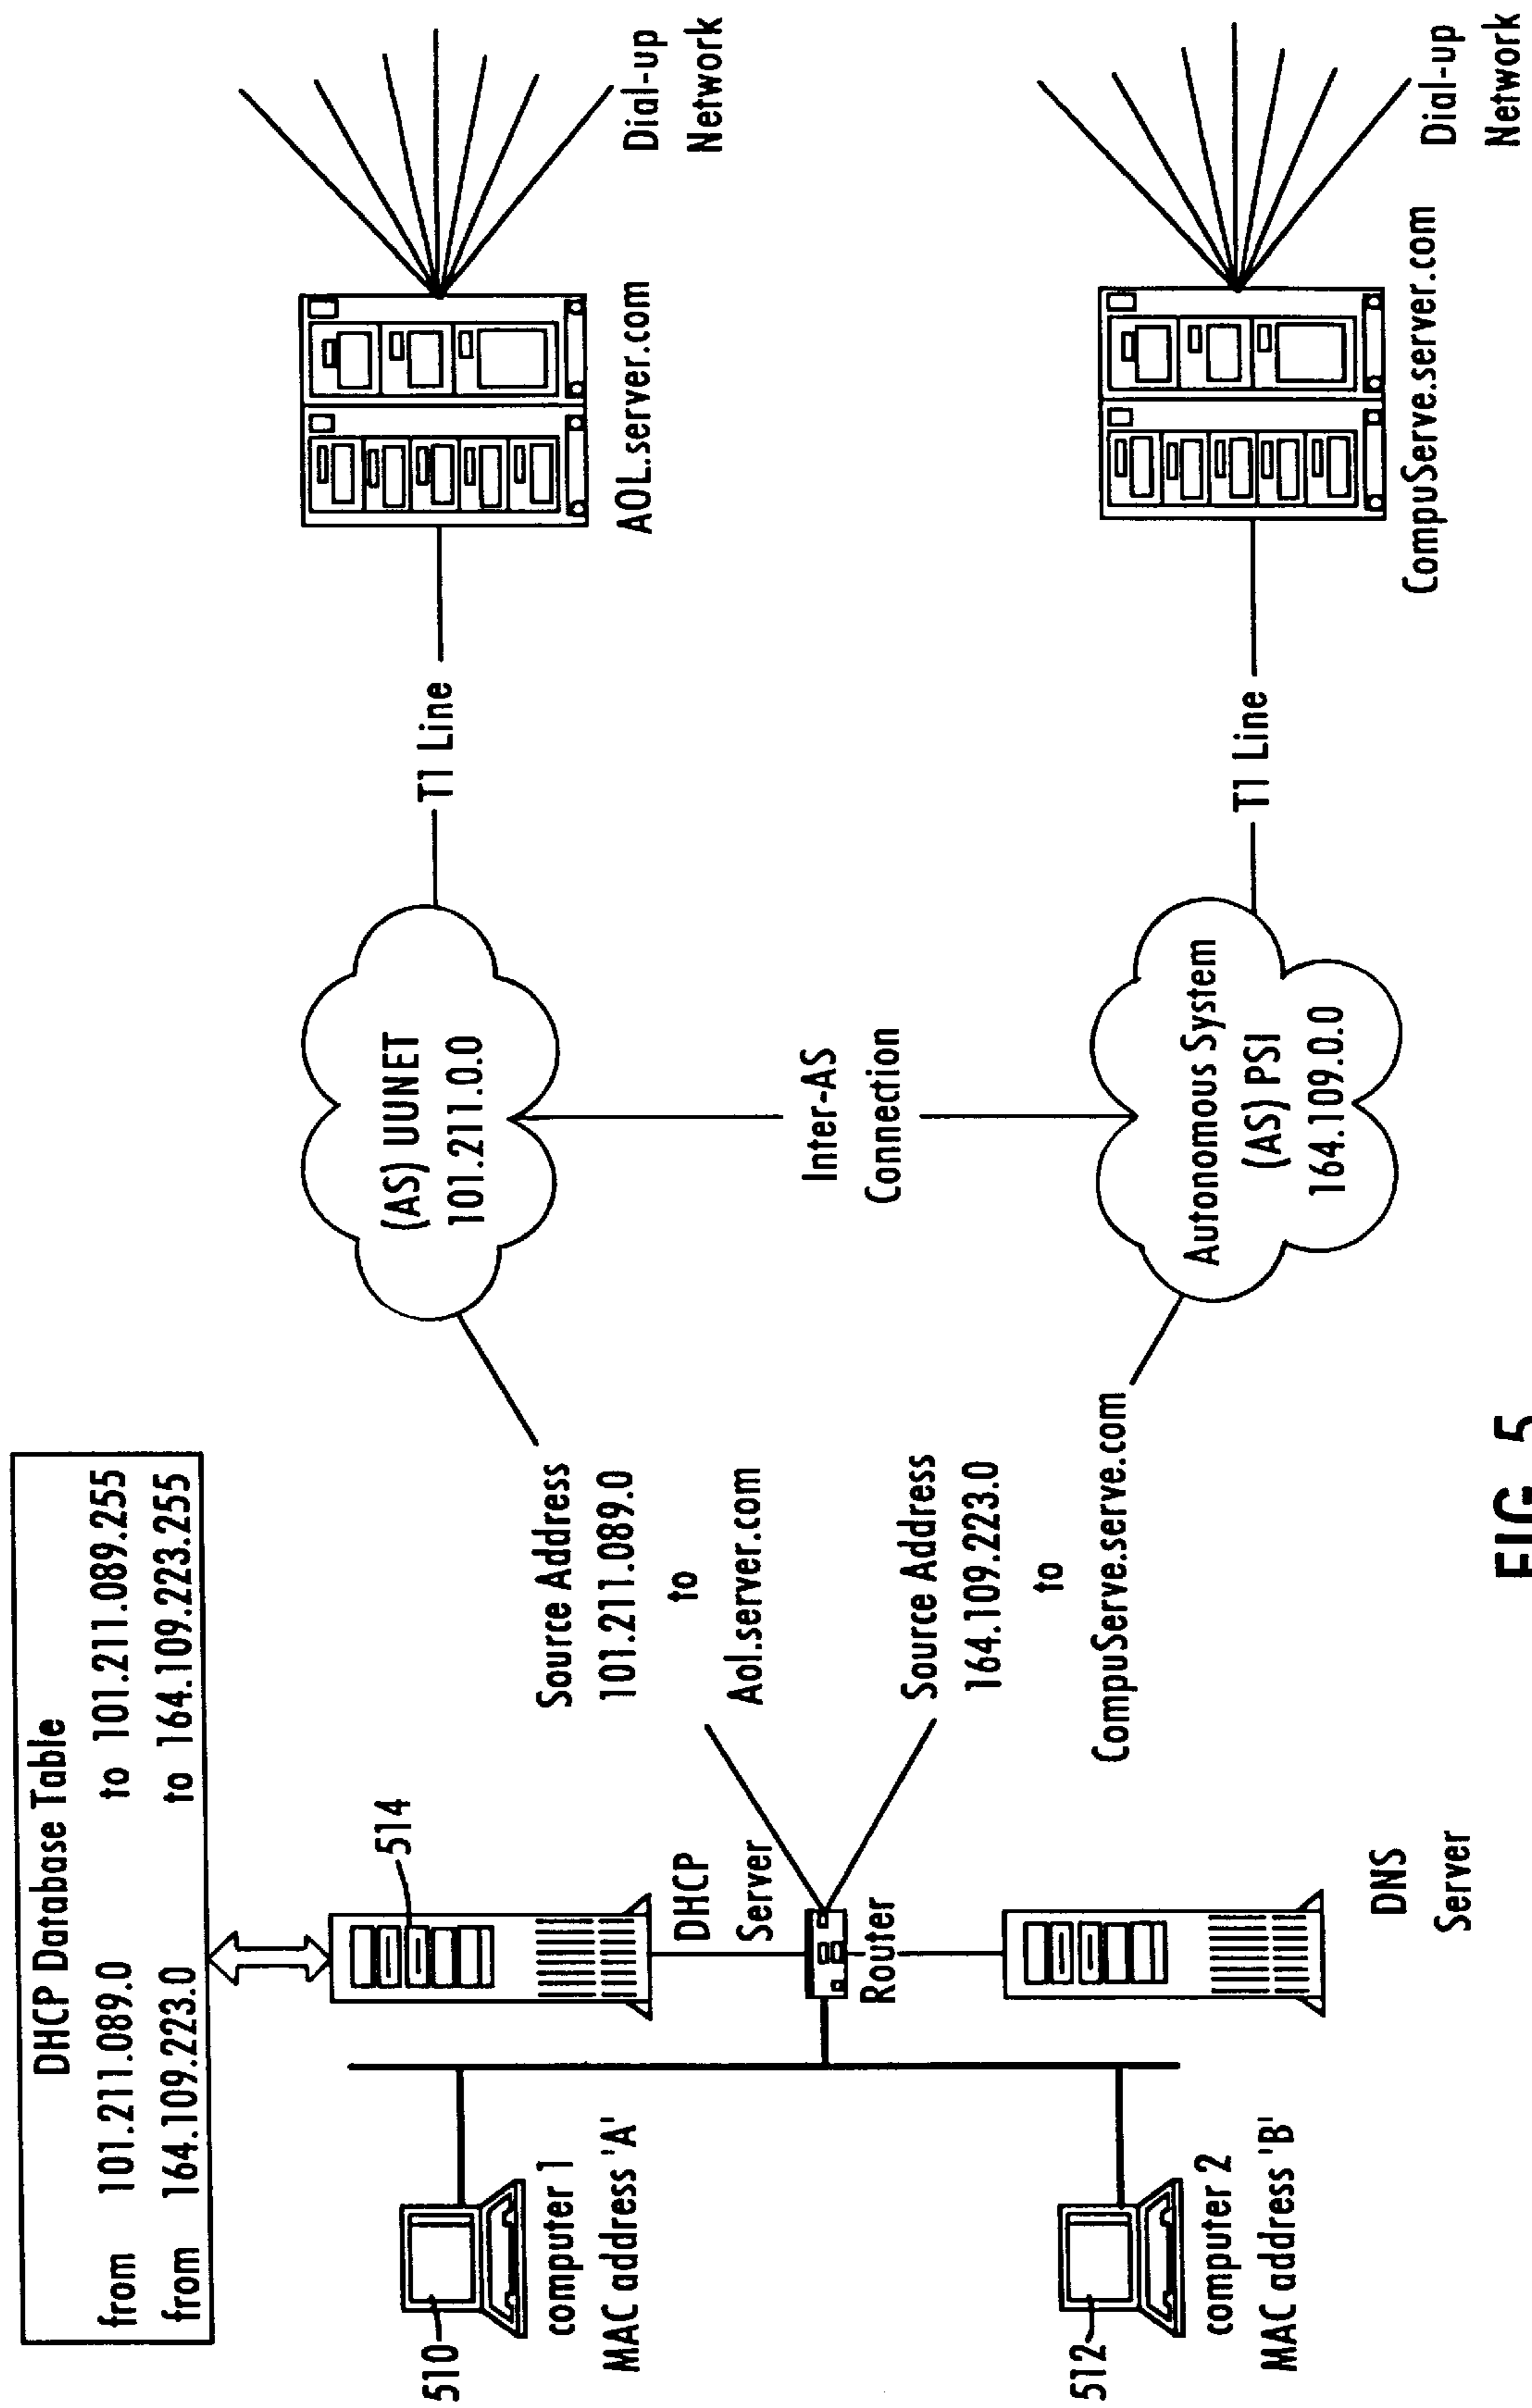 DHCP Database Table
from 101.211.089.0 to 101.211.089.255
from 164.109.223.0 to 164.109.223.255
510
computer 1
MAC address 'A'
512
computer 2
MAC address 'B'
514
DHCP
Server
Router
DNS
Server
Source Address
101.211.089.0
to
Aol.server.com
Source Address
164.109.223.0
to
CompuServe.serve.com
(AS) UUNET
101.211.0.0
Inter-AS
Connection
Autonomous System
(AS) PSI
164.109.0.0
T1 Line
T1 Line
AOL.server.com
Dial-up
Network
CompuServe.server.com
Dial-up
Network
FIG. 5